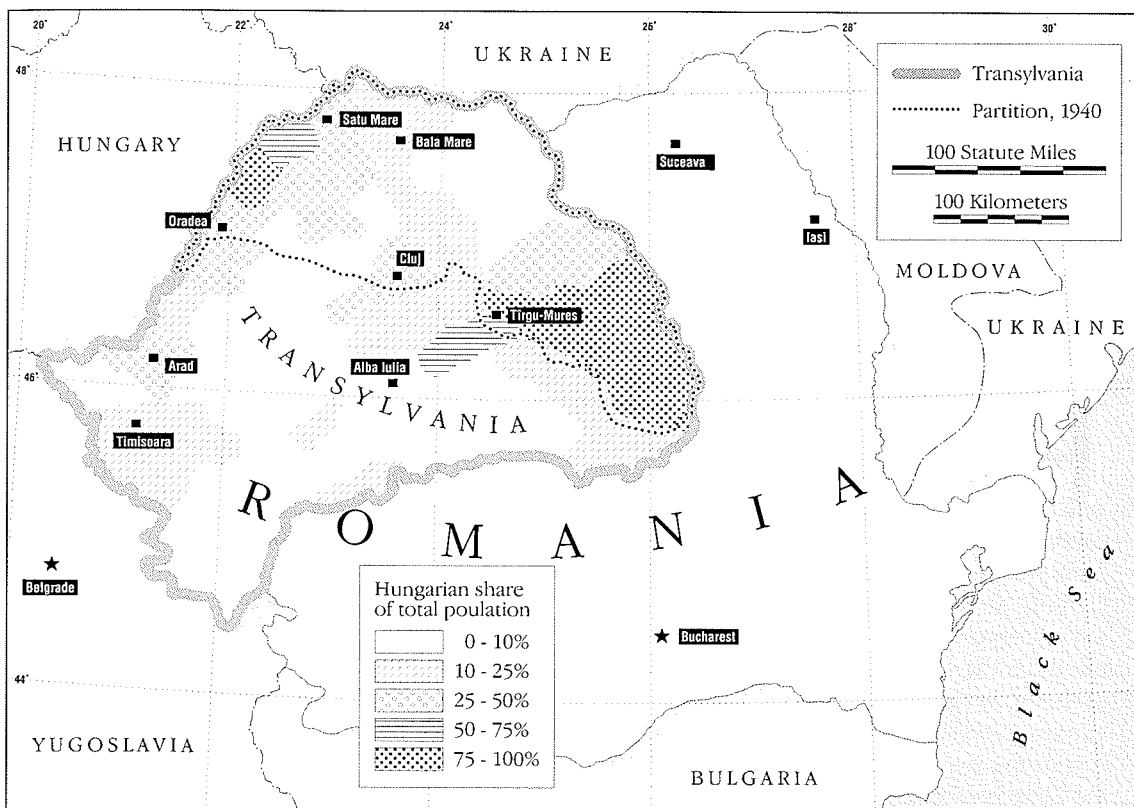 20
22
24
26
28
30
48
46
44
UKRAINE
HUNGARY
Satu Mare
Bala Mare
Suceava
Oradea
Iasi
Cluj
MOLDOVA
UKRAINE
Tirgu-Mures
TRANSYLVANIA
Arad
Alba Iulia
Timisoara
ROMANIA
Belgrade
Bucharest
Black Sea
YUGOSLAVIA
BULGARIA
Transylvania
Partition, 1940
100 Statute Miles
100 Kilometers
Hungarian share
of total poulation
0 - 10%
10 - 25%
25 - 50%
50 - 75%
75 - 100%